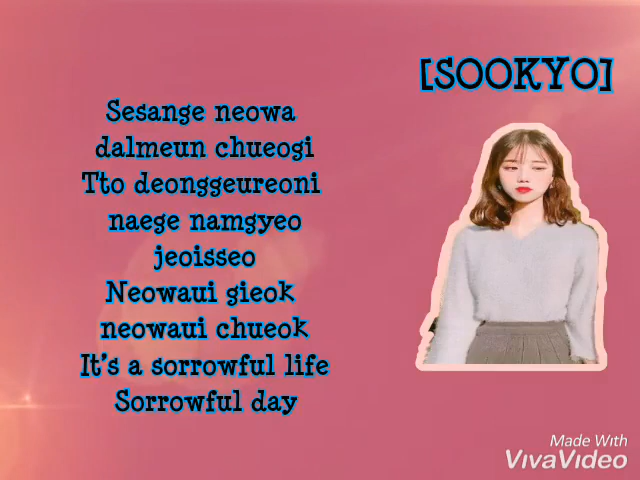 [SOOKYO]
Sesange neowa
dalmeun chueogi
Tto deonggeureoni
naege namgyeo
jeoisseo
Neowaui gieok
neowaui chueok
It's a sorrowful life
Sorrowful day
Made With
VivaVideo